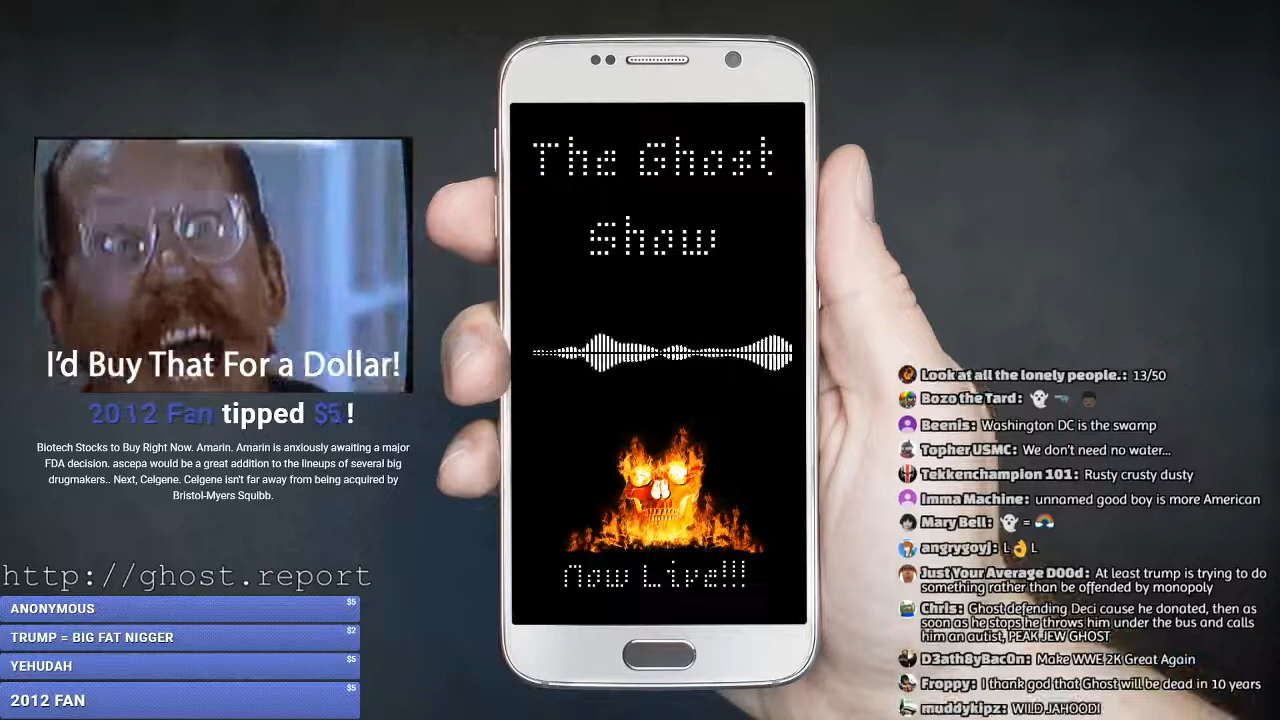 The Ghost
Show
Now Live!!!
I'd Buy That For a Dollar!
2012 Fan tipped $5!
Biotech Stocks to Buy Right Now. Amarin. Amarin is anxiously awaiting a major
FDA decision. ascepa would be a great addition to the lineups of several big
drugmakers.. Next, Celgene. Celgene isn't far away from being acquired by
Bristol-Myers Squibb.
http://ghost.report
ANONYMOUS $5
TRUMP = BIG FAT NIGGER $2
YEHUDAH $5
2012 FAN $5
Look at all the lonely people.: 13/50
Bozo the Tard: 👻 🔫 👨🏿
Beenis: Washington DC is the swamp
Topher USMC: We don't need no water...
Tekkenchampion 101: Rusty crusty dusty
Imma Machine: unnamed good boy is more American
Mary Bell: 👻 = 🌈
angrygoyj: L👌L
Just Your Average D00d: At least trump is trying to do
something rather than be offended by monopoly
Chris: Ghost defending Deci cause he donated, then as
soon as he stops he throws him under the bus and calls
him an autist, PEAK JEW GHOST
D3athByBac0n: Make WWE 2K Great Again
Froppy: I thank god that Ghost will be dead in 10 years
muddykipz: WILD JAHOODI